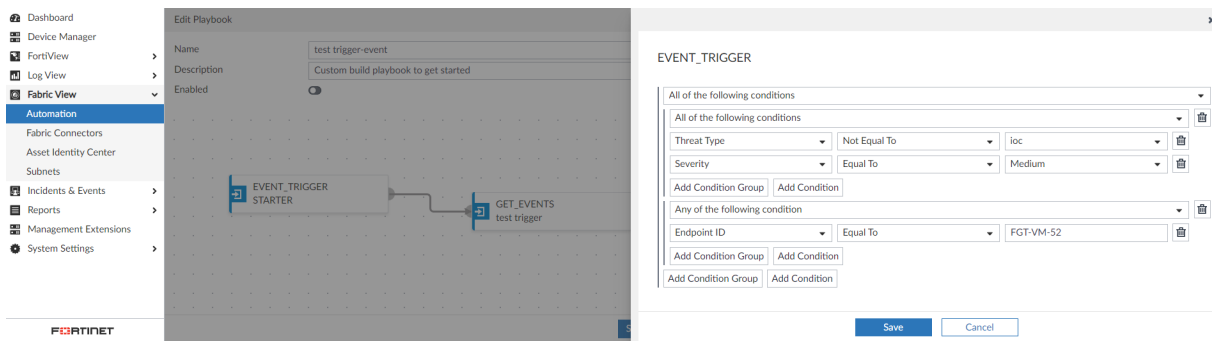 Dashboard
Device Manager
FortiView
Log View
Fabric View
Automation
Fabric Connectors
Asset Identity Center
Subnets
Incidents & Events
Reports
Management Extensions
System Settings
FORTINET
Edit Playbook
Name
test trigger-event
Description
Custom build playbook to get started
Enabled
EVENT_TRIGGER
STARTER
GET_EVENTS
test trigger
EVENT_TRIGGER
All of the following conditions
All of the following conditions
Threat Type Not Equal To ioc
Severity Equal To Medium
Add Condition Group Add Condition
Any of the following condition
Endpoint ID Equal To FGT-VM-52
Add Condition Group Add Condition
Add Condition Group Add Condition
Save Cancel